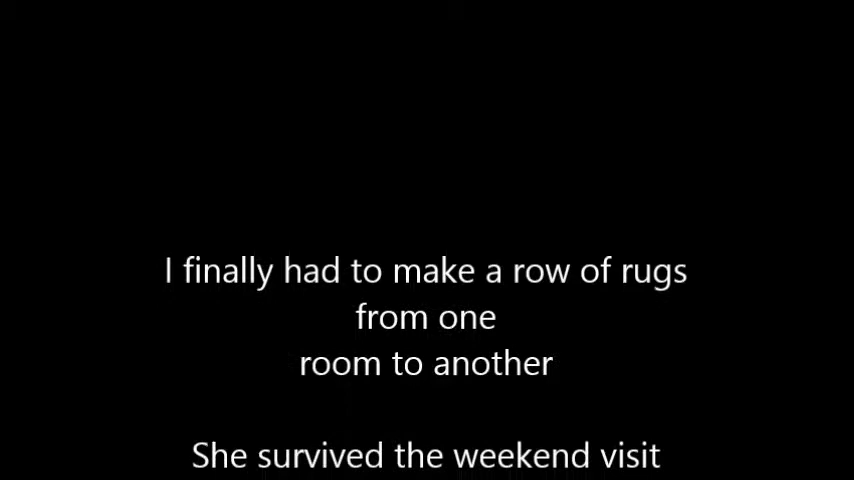 I finally had to make a row of rugs
from one
room to another
She survived the weekend visit